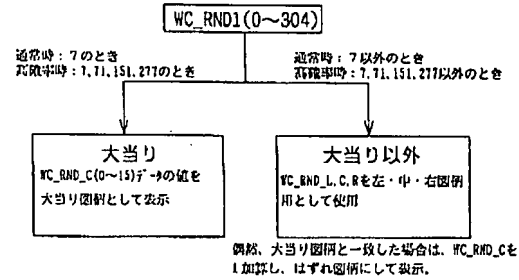 WC_RND1(0～304)
通常時：7のとき
高確率時：7,71,151,277のとき
通常時：7以外のとき
高確率時：7,71,151,277以外のとき
大当り
WC_RND_C(0～15)データの値を
大当り図柄として表示
大当り以外
WC_RND_L,C,Rを左・中・右図柄
用として使用
偶然、大当り図柄と一致した場合は、WC_RND_Cを
1加算し、はずれ図柄にして表示。